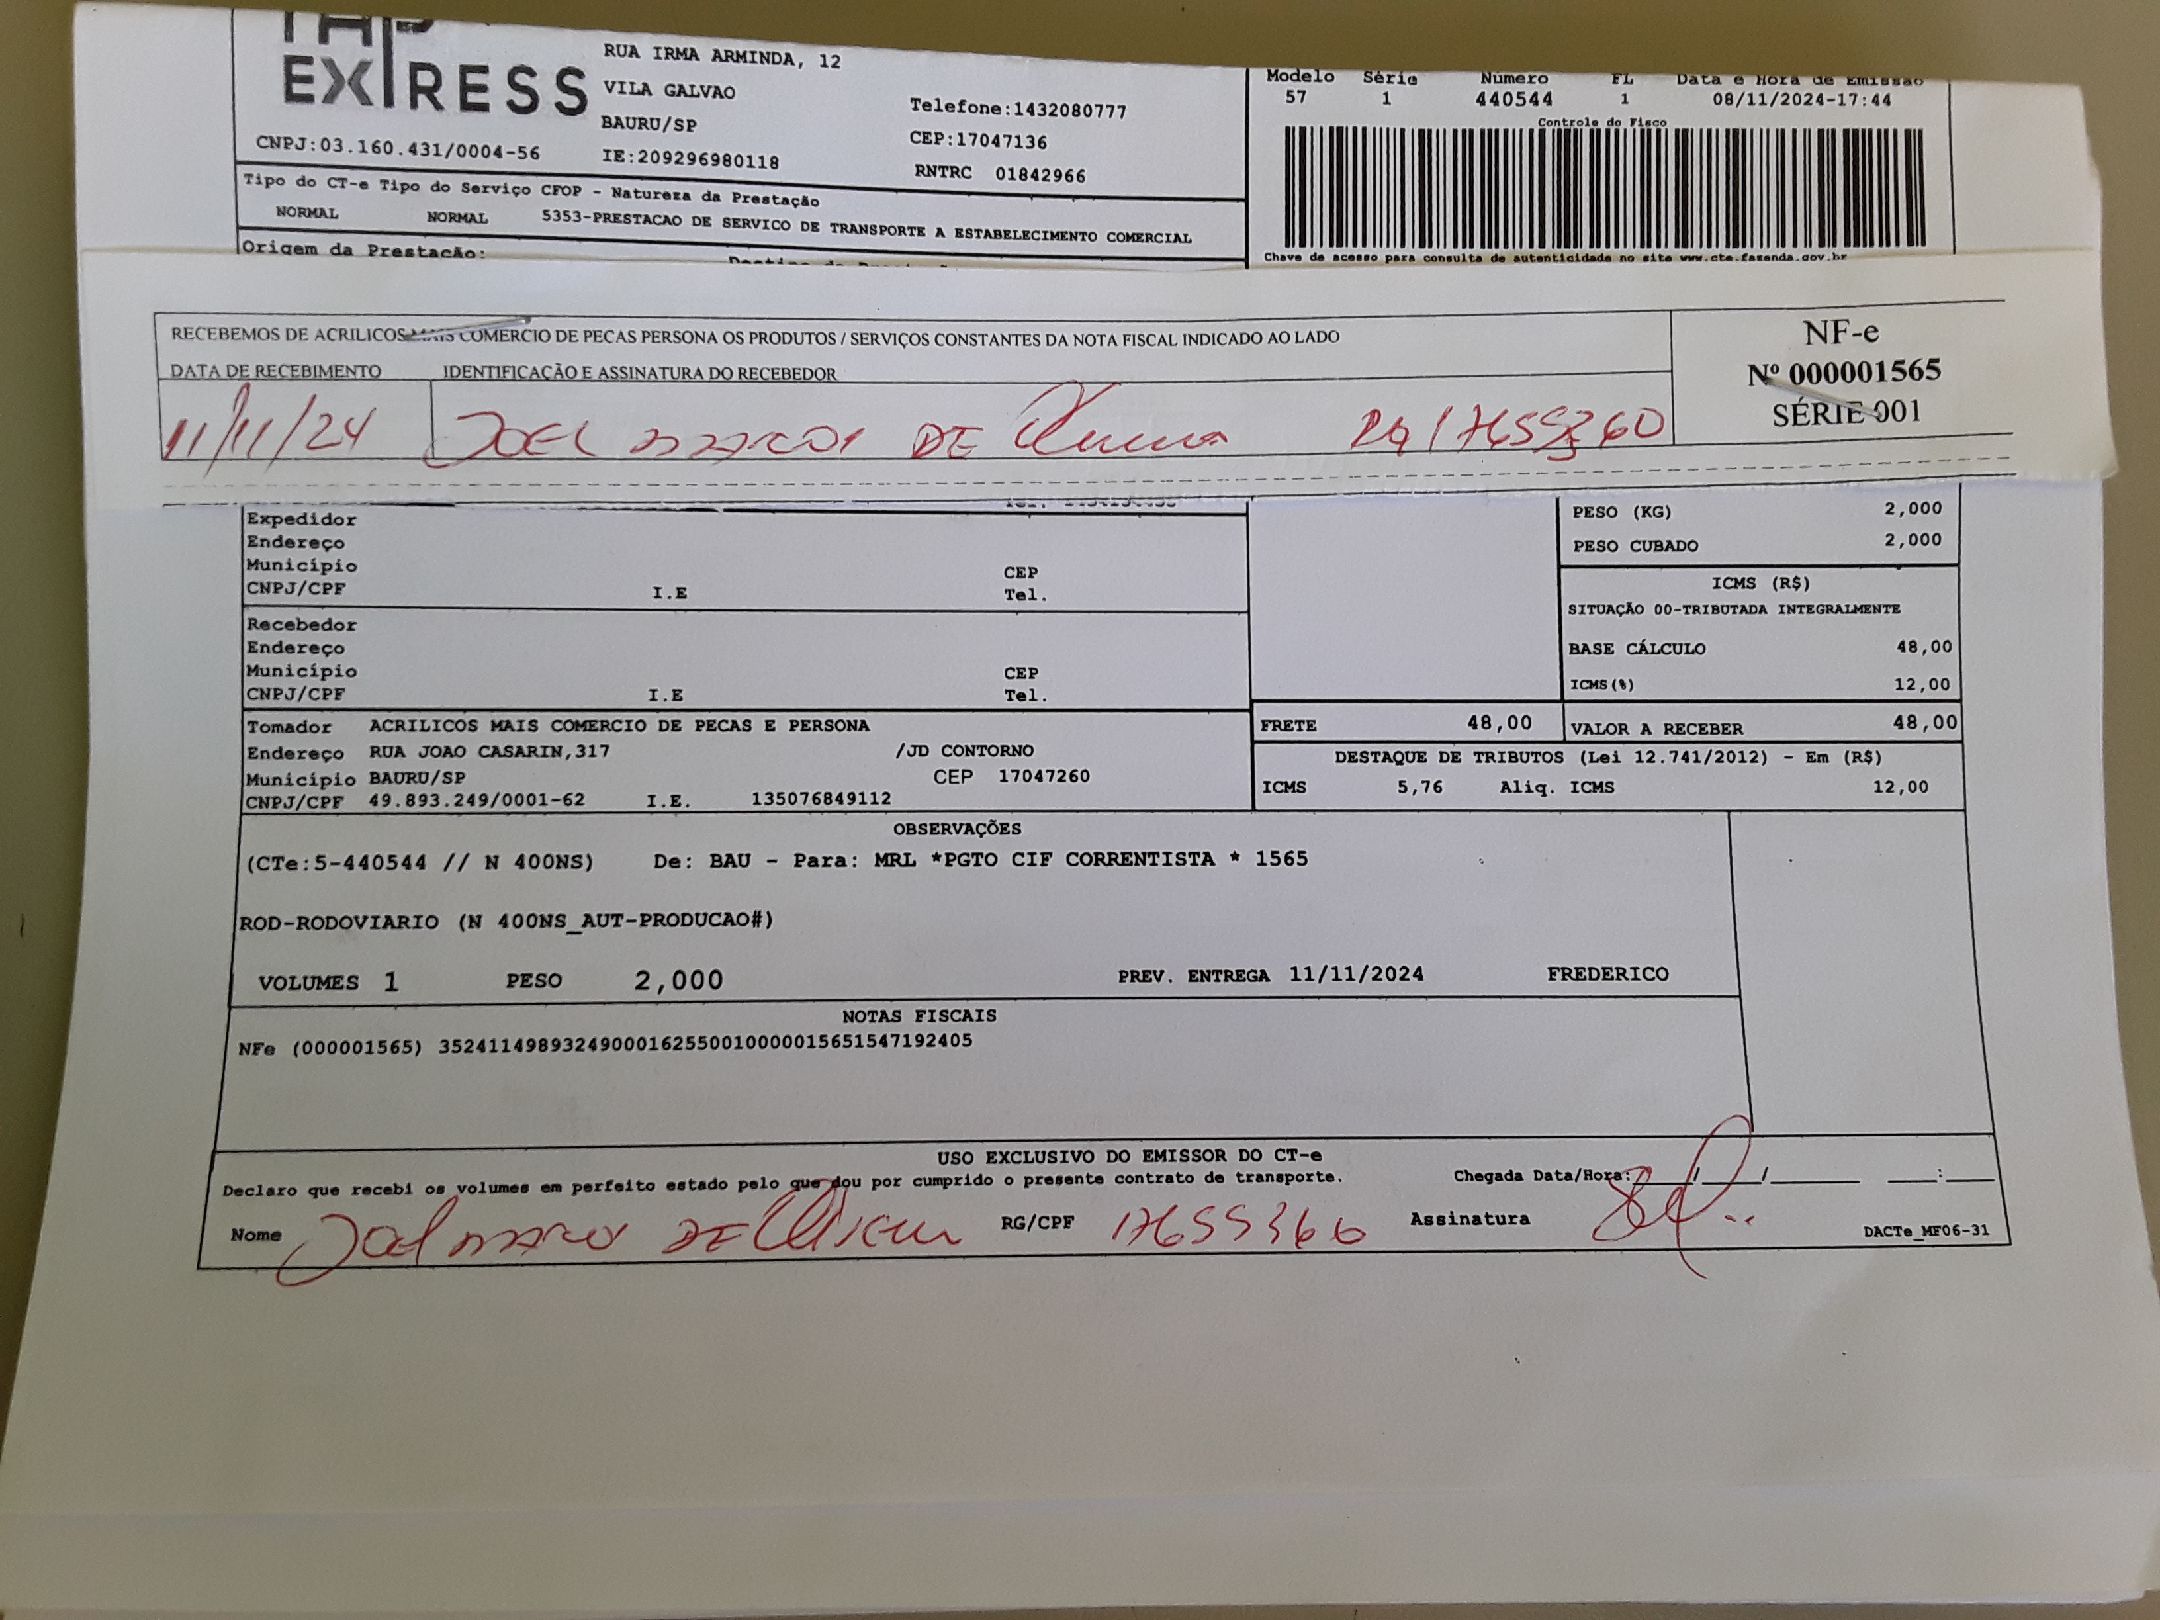 EXPRESS
RUA IRMA ARMINDA, 12
VILA GALVAO
BAURU/SP
Telefone:1432080777
CEP:17047136
CNPJ:03.160.431/0004-56
IE:209296980118
RNTRC 01842966
Modelo Série Número FL Data e Hora de Emissão
57 1 440544 1 08/11/2024-17:44
Controle do Fisco
Tipo do CT-e Tipo do Serviço CFOP - Natureza da Prestação
NORMAL NORMAL 5353-PRESTACAO DE SERVICO DE TRANSPORTE A ESTABELECIMENTO COMERCIAL
Chave de acesso para consulta de autenticidade no site www.cte.fazenda.gov.br
Origem da Prestação:
RECEBEMOS DE ACRILICOS MAIS COMERCIO DE PECAS PERSONA OS PRODUTOS / SERVIÇOS CONSTANTES DA NOTA FISCAL INDICADO AO LADO
DATA DE RECEBIMENTO IDENTIFICAÇÃO E ASSINATURA DO RECEBEDOR
11/11/24 JOEL MARCOS DE
NF-e
Nº 000001565
SÉRIE 001
Expedidor
Endereço
Município CEP
CNPJ/CPF I.E Tel.
Recebedor
Endereço
Município CEP
CNPJ/CPF I.E Tel.
PESO (KG) 2,000
PESO CUBADO 2,000
ICMS (R$)
SITUAÇÃO 00-TRIBUTADA INTEGRALMENTE
BASE CÁLCULO 48,00
ICMS(%) 12,00
Tomador ACRILICOS MAIS COMERCIO DE PECAS E PERSONA
Endereço RUA JOAO CASARIN,317 /JD CONTORNO
Município BAURU/SP CEP 17047260
CNPJ/CPF 49.893.249/0001-62 I.E. 135076849112
FRETE 48,00 VALOR A RECEBER 48,00
DESTAQUE DE TRIBUTOS (Lei 12.741/2012) - Em (R$)
ICMS 5,76 Aliq. ICMS 12,00
OBSERVAÇÕES
(CTe:5-440544 // N 400NS) De: BAU - Para: MRL *PGTO CIF CORRENTISTA * 1565
ROD-RODOVIARIO (N 400NS_AUT-PRODUCAO#)
VOLUMES 1 PESO 2,000 PREV. ENTREGA 11/11/2024 FREDERICO
NOTAS FISCAIS
NFe (000001565) 35241149893249000162550010000015651547192405
USO EXCLUSIVO DO EMISSOR DO CT-e
Declaro que recebi os volumes em perfeito estado pelo que dou por cumprido o presente contrato de transporte.
Chegada Data/Hora: __/__/____ __:__
Nome JOEL MARCOS DE RG/CPF Assinatura
DACTe_MF06-31